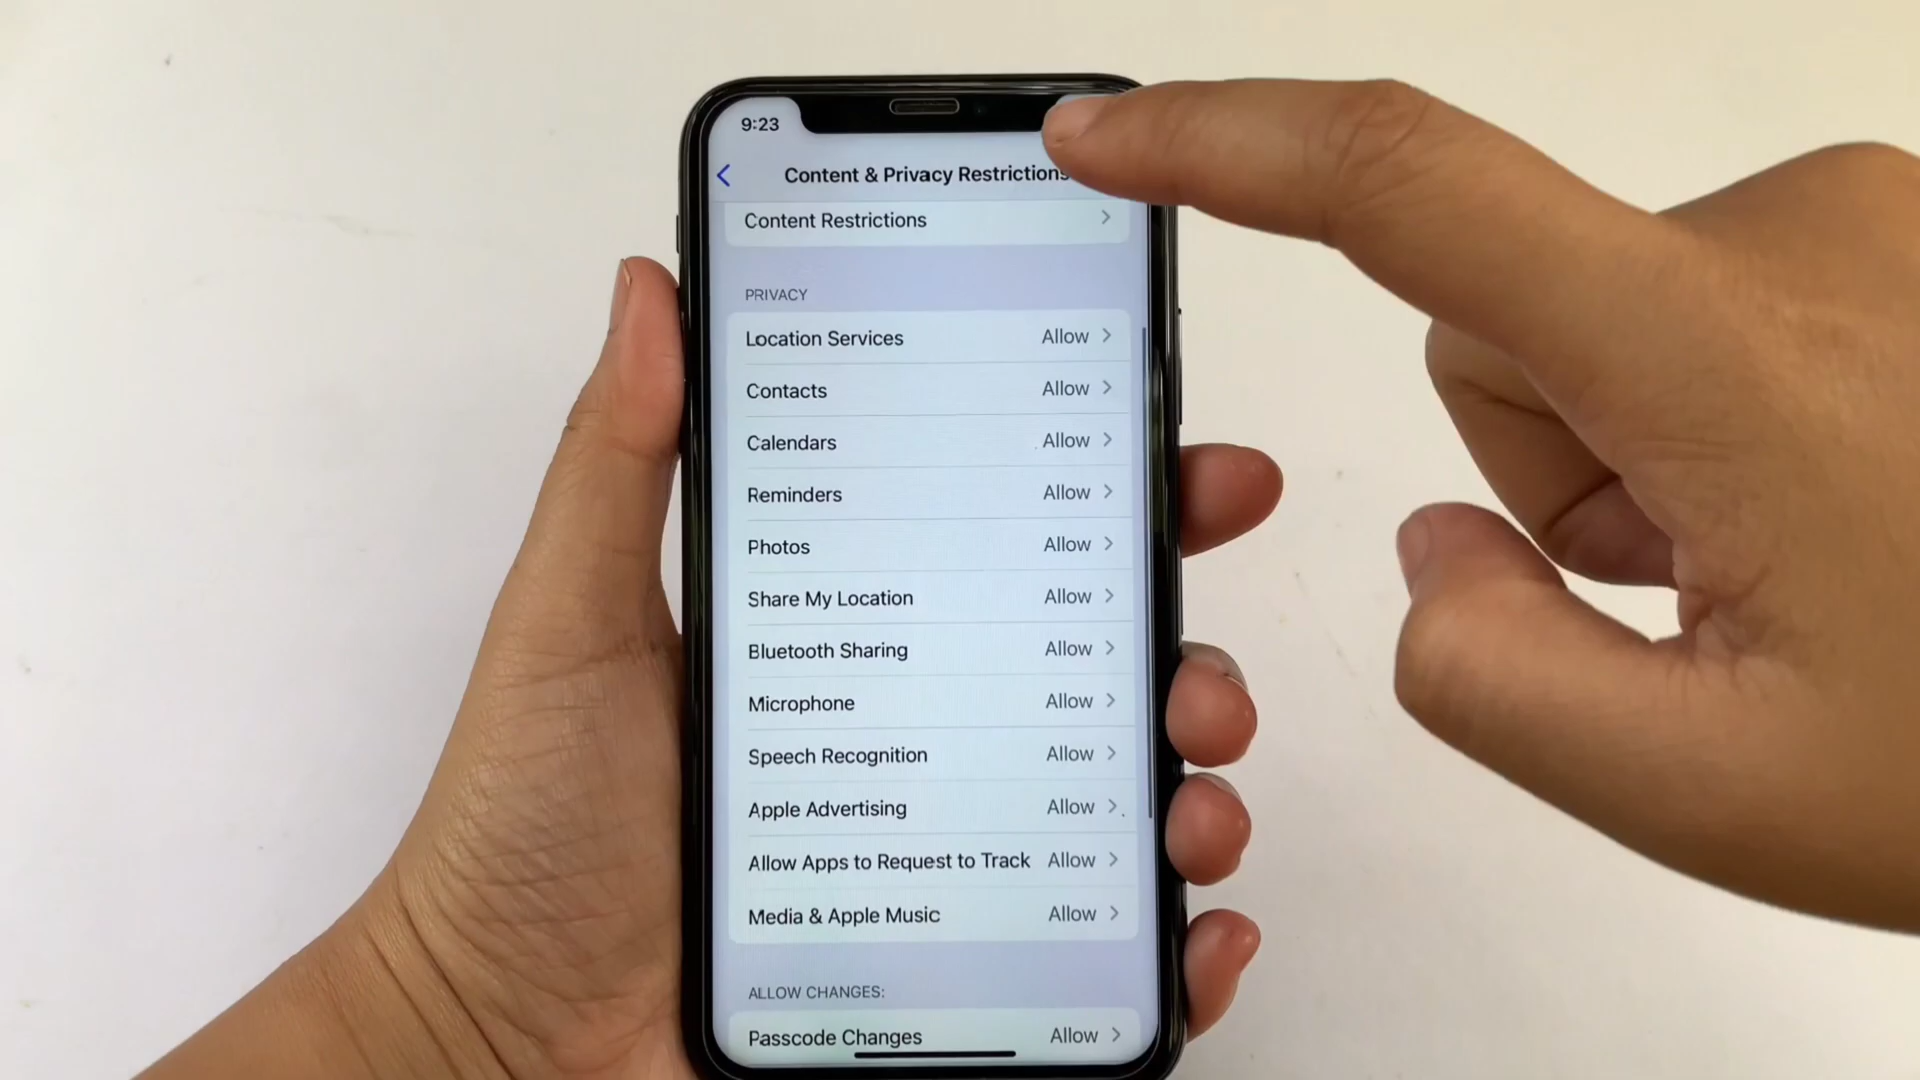 9:23
Content & Privacy Restrictions
Content Restrictions
PRIVACY
Location Services Allow
Contacts Allow
Calendars Allow
Reminders Allow
Photos Allow
Share My Location Allow
Bluetooth Sharing Allow
Microphone Allow
Speech Recognition Allow
Apple Advertising Allow
Allow Apps to Request to Track Allow
Media & Apple Music Allow
ALLOW CHANGES:
Passcode Changes Allow